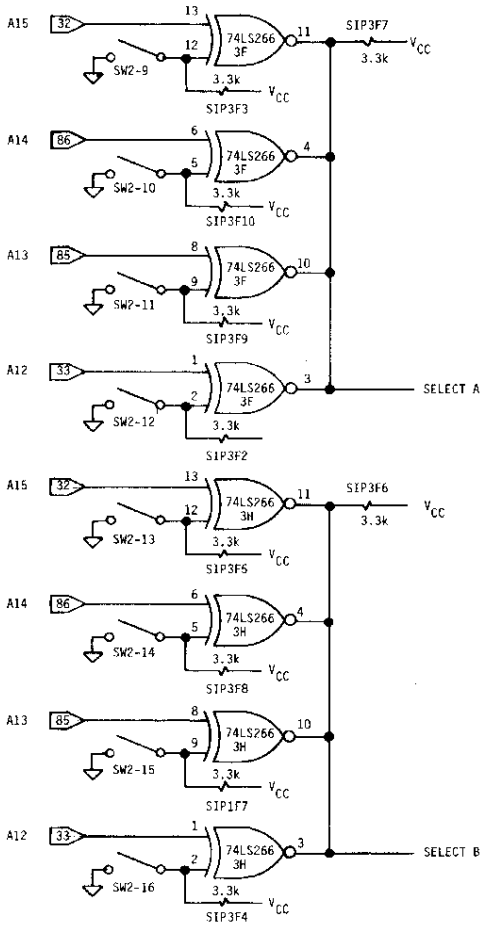 13 SIP3F7
A15 32 11
12 74LS266 VCC
3F 3.3k
SW2-9 3.3k
VCC
SIP3F3
6
A14 86 4
5 74LS266
3F
SW2-10 3.3k
VCC
SIP3F10
8
A13 85 10
9 74LS266
3F
SW2-11 3.3k
VCC
SIP3F9
1
A12 33 3 SELECT A
2 74LS266
3F
SW2-12 3.3k
SIP3F2
13 SIP3F6
A15 32 11
12 74LS266 VCC
3H 3.3k
SW2-13 3.3k
VCC
SIP3F5
6
A14 86 4
5 74LS266
3H
SW2-14 3.3k
VCC
SIP3F8
8
A13 85 10
9 74LS266
3H
SW2-15 3.3k
VCC
SIP1F7
1
A12 33 3 SELECT B
2 74LS266
3H
SW2-16 3.3k
VCC
SIP3F4